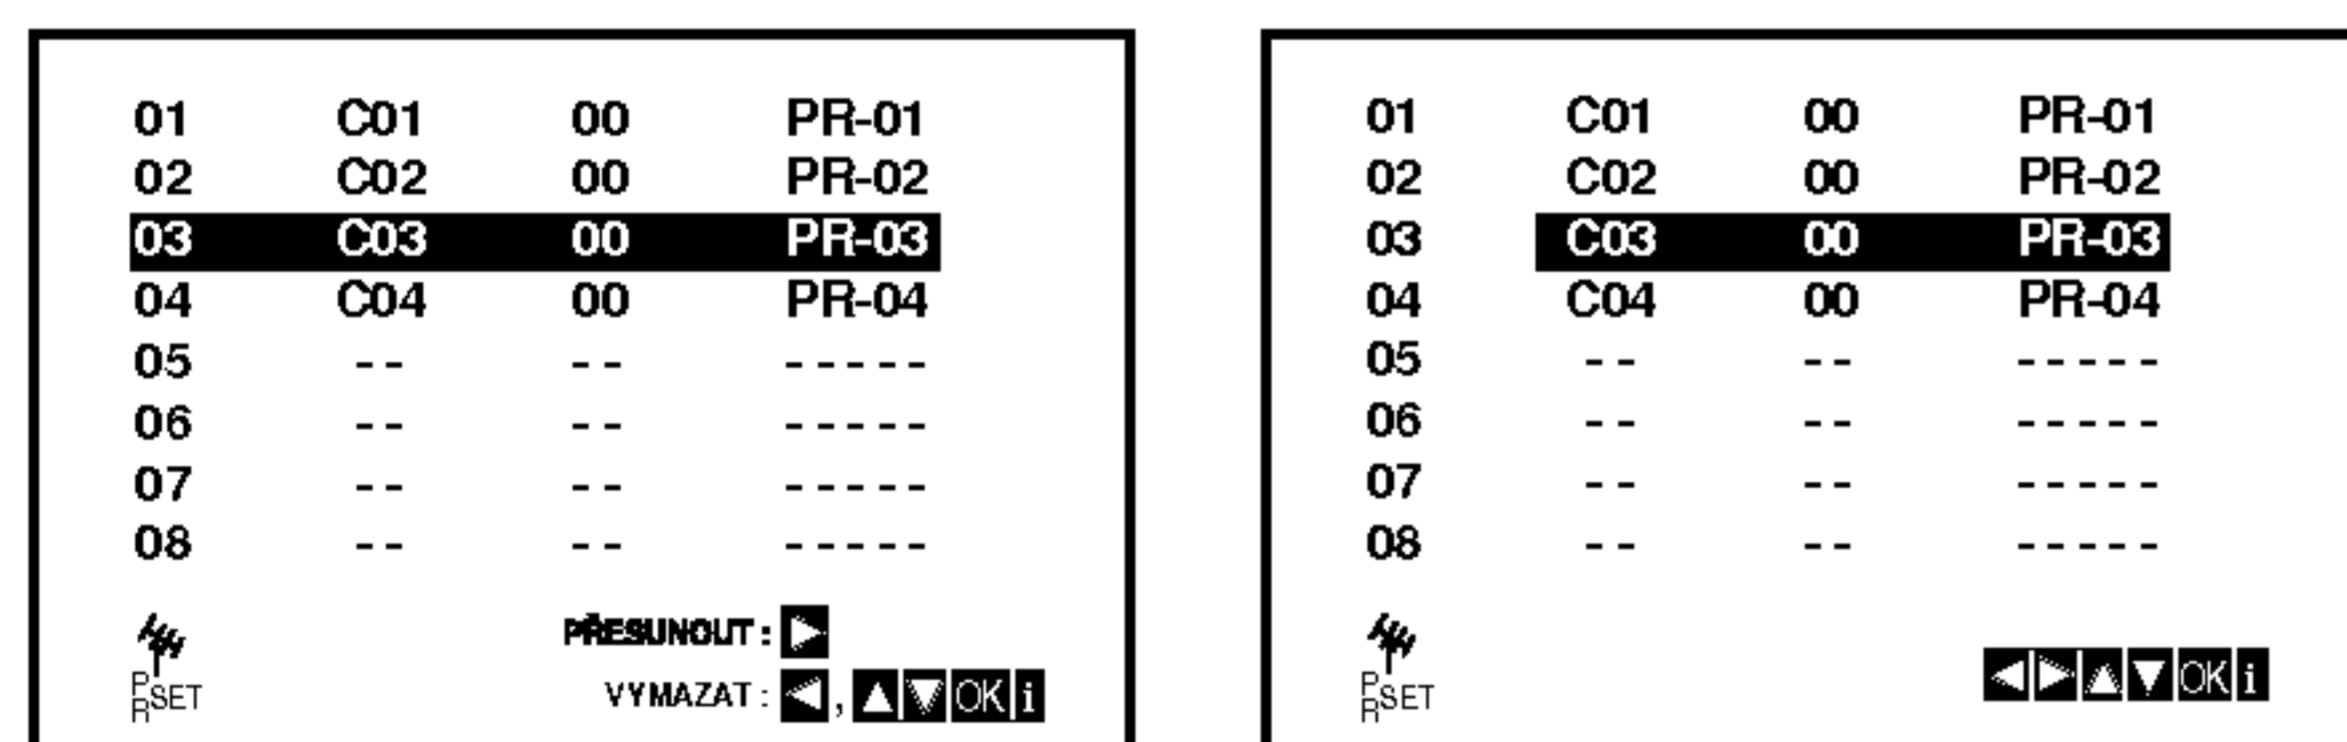 01 C01 00 PR-01
02 C02 00 PR-02
03 C03 00 PR-03
04 C04 00 PR-04
05 -- -- -----
06 -- -- -----
07 -- -- -----
08 -- -- -----
PŘESUNOUT :
PR SET
VYMAZAT : , OK i
01 C01 00 PR-01
02 C02 00 PR-02
03 C03 00 PR-03
04 C04 00 PR-04
05 -- -- -----
06 -- -- -----
07 -- -- -----
08 -- -- -----
PR SET
OK i